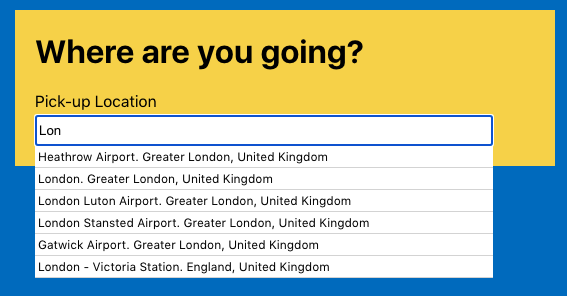 Where are you going?
Pick-up Location
Lon
Heathrow Airport. Greater London, United Kingdom
London. Greater London, United Kingdom
London Luton Airport. Greater London, United Kingdom
London Stansted Airport. Greater London, United Kingdom
Gatwick Airport. Greater London, United Kingdom
London - Victoria Station. England, United Kingdom